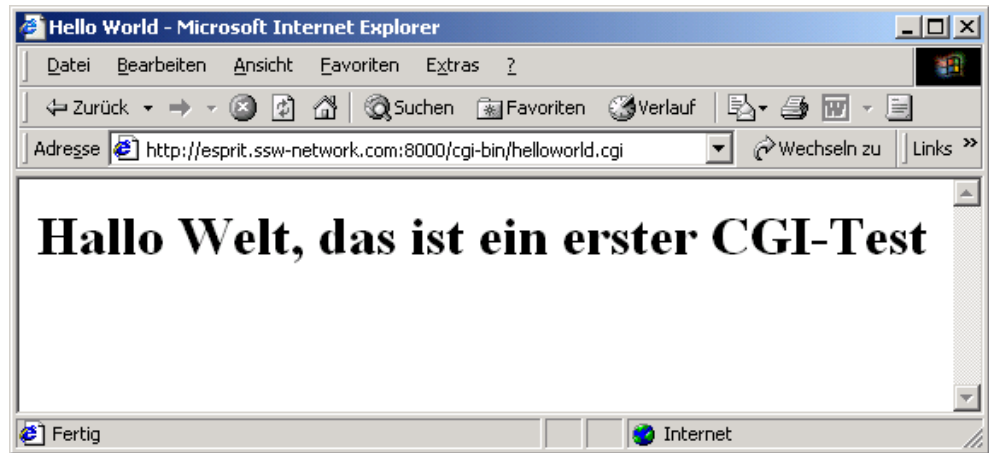 Hello World - Microsoft Internet Explorer
Datei Bearbeiten Ansicht Favoriten Extras ?
Zurück Suchen Favoriten Verlauf
Adresse http://esprit.ssw-network.com:8000/cgi-bin/helloworld.cgi Wechseln zu Links »
Hallo Welt, das ist ein erster CGI-Test
Fertig Internet